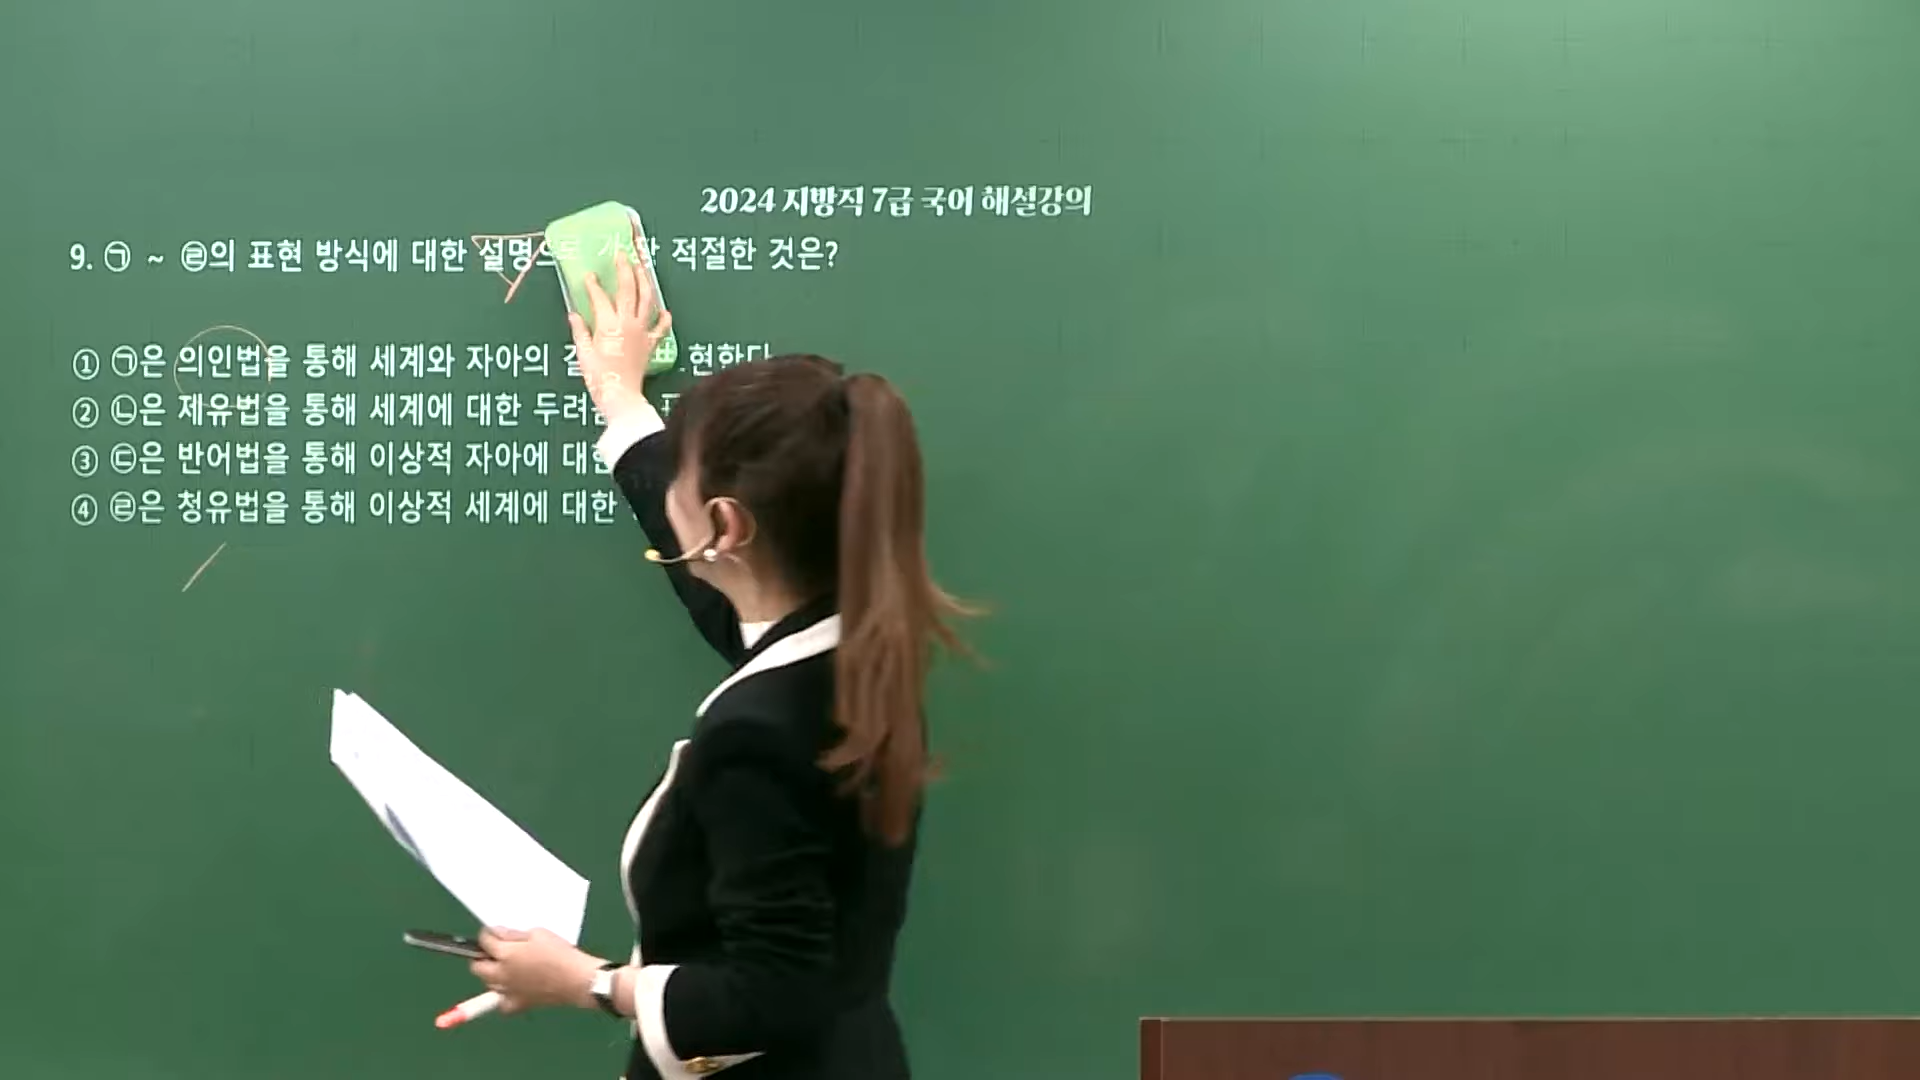 2024 지방직 7급 국어 해설강의
9. ㉠ ~ ㉣의 표현 방식에 대한 설명으로 가장 적절한 것은?
① ㉠은 의인법을 통해 세계와 자아의 표현한다
② ㉡은 제유법을 통해 세계에 대한
③ ㉢은 반어법을 통해 이상적 자아에 대한
④ ㉣은 청유법을 통해 이상적 세계에 대한